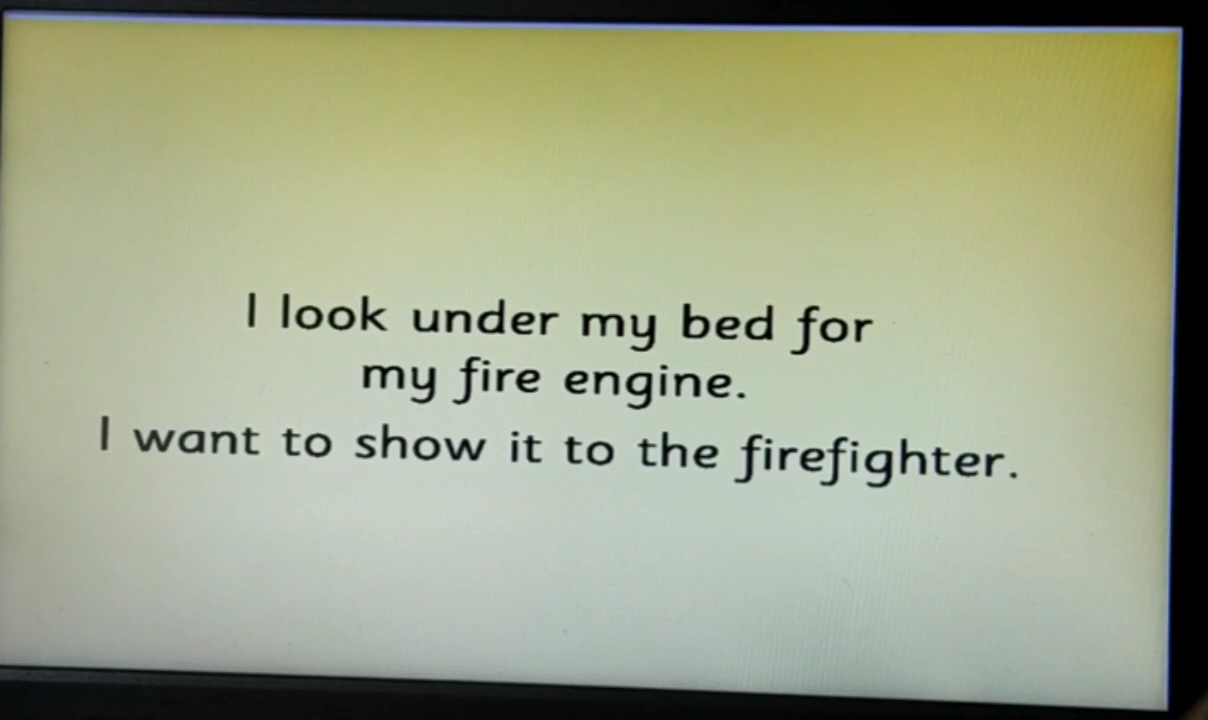 I look under my bed for
my fire engine.
I want to show it to the firefighter.